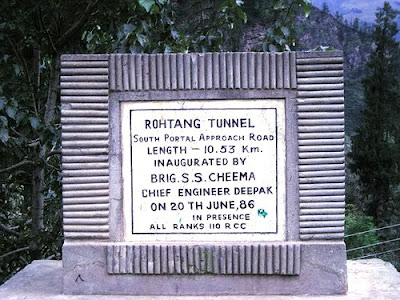 ROHTANG TUNNEL
SOUTH PORTAL APPROACH ROAD
LENGTH – 10.53 Km.
INAUGURATED BY
BRIG. S.S. CHEEMA
CHIEF ENGINEER DEEPAK
ON 20 TH JUNE, 86
IN PRESENCE
ALL RANKS 110 RCC